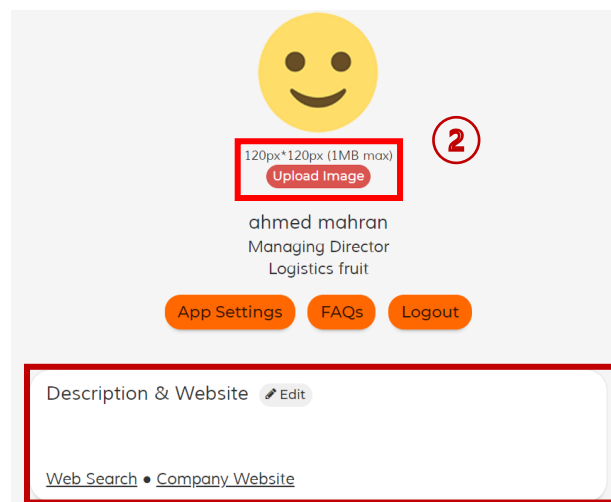 120px*120px (1MB max)
②
Upload Image
ahmed mahran
Managing Director
Logistics fruit
App Settings FAQs Logout
Description & Website Edit
Web Search ● Company Website